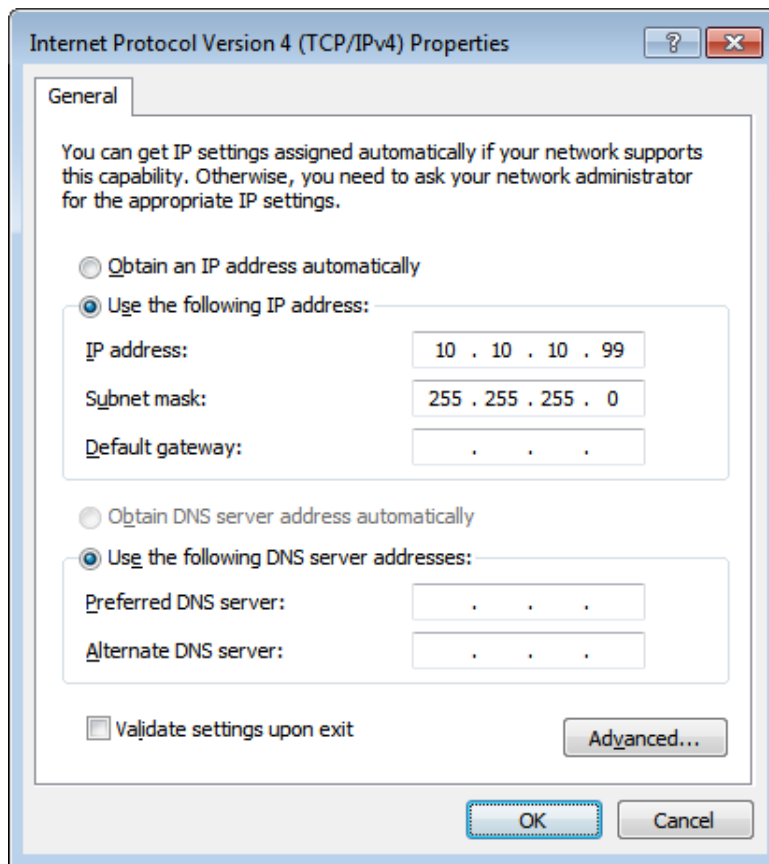 Internet Protocol Version 4 (TCP/IPv4) Properties
?
General
You can get IP settings assigned automatically if your network supports
this capability. Otherwise, you need to ask your network administrator
for the appropriate IP settings.
Obtain an IP address automatically
Use the following IP address:
IP address: 10 . 10 . 10 . 99
Subnet mask: 255 . 255 . 255 . 0
Default gateway: . . .
Obtain DNS server address automatically
Use the following DNS server addresses:
Preferred DNS server: . . .
Alternate DNS server: . . .
Validate settings upon exit
Advanced...
OK Cancel